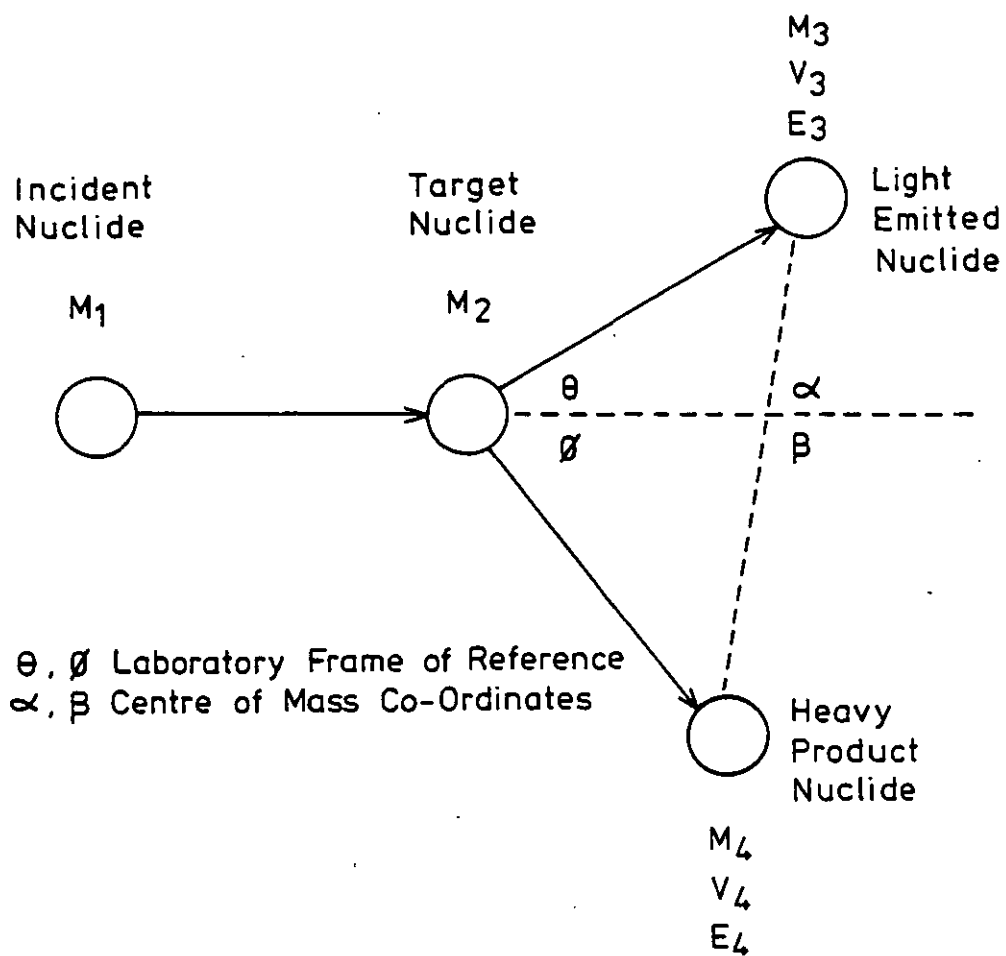 M3
V3
E3
Incident
Nuclide
Target
Nuclide
Light
Emitted
Nuclide
M1
M2
θ
α
Ø
β
θ, Ø Laboratory Frame of Reference
α, β Centre of Mass Co-Ordinates
Heavy
Product
Nuclide
M4
V4
E4